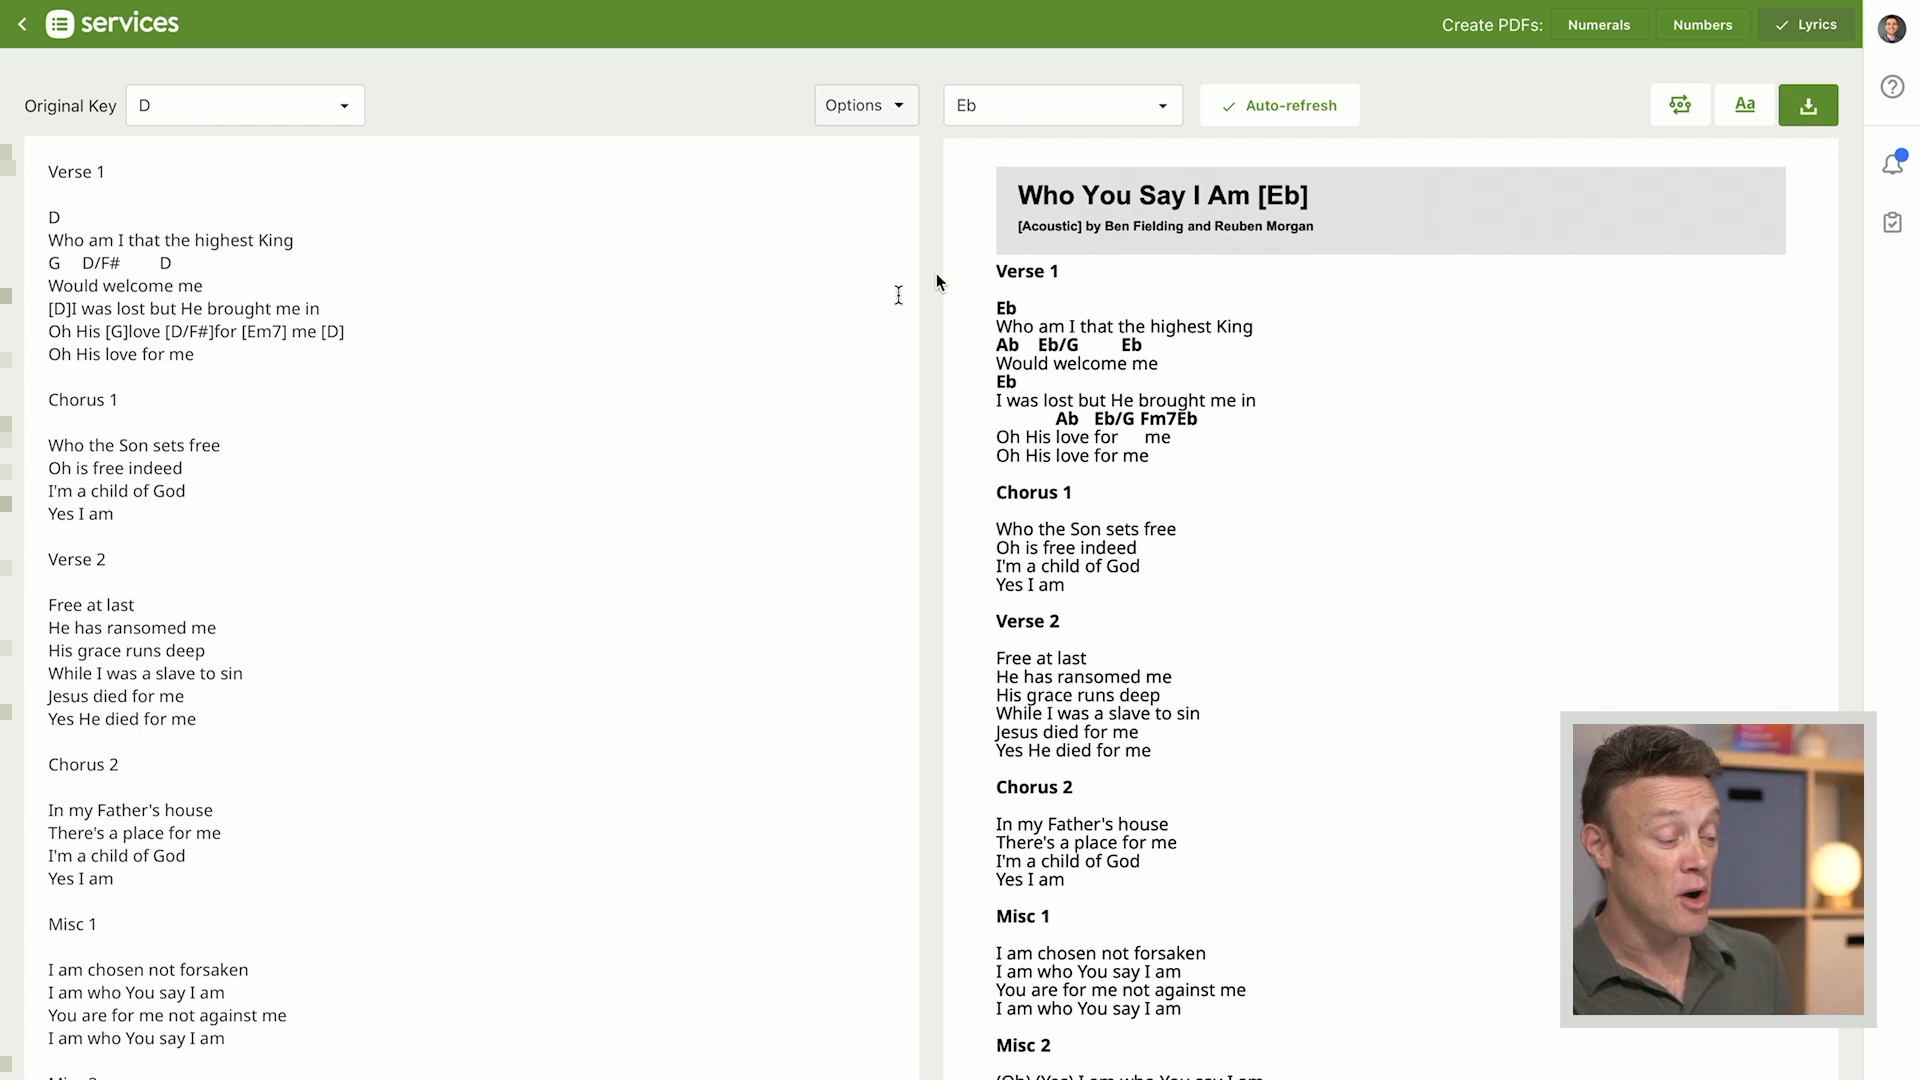 services
Create PDFs:
Numerals
Numbers
Lyrics
Original Key
D
Options
Eb
Auto-refresh
Aa
Verse 1
D
Who am I that the highest King
G D/F# D
Would welcome me
[D]I was lost but He brought me in
Oh His [G]love [D/F#]for [Em7] me [D]
Oh His love for me
Chorus 1
Who the Son sets free
Oh is free indeed
I'm a child of God
Yes I am
Verse 2
Free at last
He has ransomed me
His grace runs deep
While I was a slave to sin
Jesus died for me
Yes He died for me
Chorus 2
In my Father's house
There's a place for me
I'm a child of God
Yes I am
Misc 1
I am chosen not forsaken
I am who You say I am
You are for me not against me
I am who You say I am
Who You Say I Am [Eb]
[Acoustic] by Ben Fielding and Reuben Morgan
Verse 1
Eb
Who am I that the highest King
Ab Eb/G Eb
Would welcome me
Eb
I was lost but He brought me in
Ab Eb/G Fm7Eb
Oh His love for me
Oh His love for me
Chorus 1
Who the Son sets free
Oh is free indeed
I'm a child of God
Yes I am
Verse 2
Free at last
He has ransomed me
His grace runs deep
While I was a slave to sin
Jesus died for me
Yes He died for me
Chorus 2
In my Father's house
There's a place for me
I'm a child of God
Yes I am
Misc 1
I am chosen not forsaken
I am who You say I am
You are for me not against me
I am who You say I am
Misc 2
(Oh) (Yes) I am who You say I am